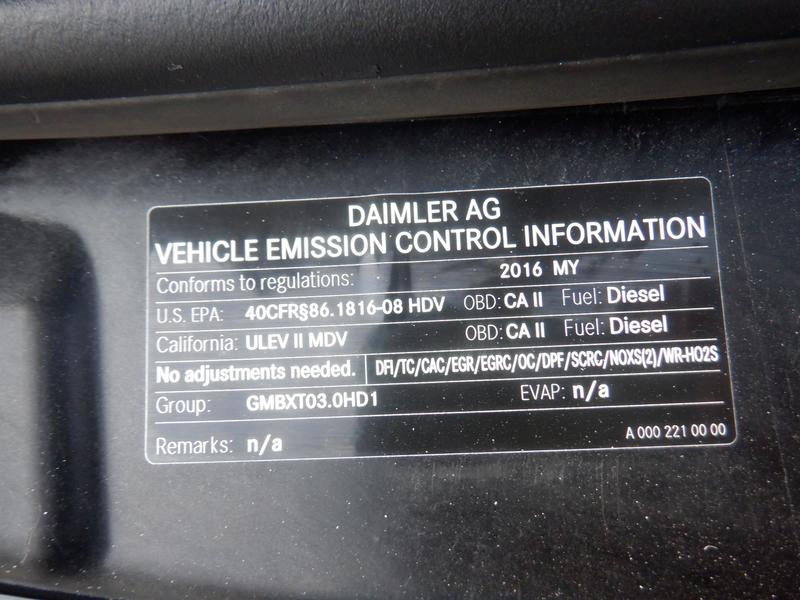 DAIMLER AG
VEHICLE EMISSION CONTROL INFORMATION
Conforms to regulations: 2016 MY
U.S. EPA: 40CFR§86.1816-08 HDV OBD: CA II Fuel: Diesel
California: ULEV II MDV OBD: CA II Fuel: Diesel
No adjustments needed. DFI/TC/CAC/EGR/EGRC/OC/DPF/SCRC/NOXS(2)/WR-HO2S
Group: GMBXT03.0HD1 EVAP: n/a
Remarks: n/a A 000 221 00 00